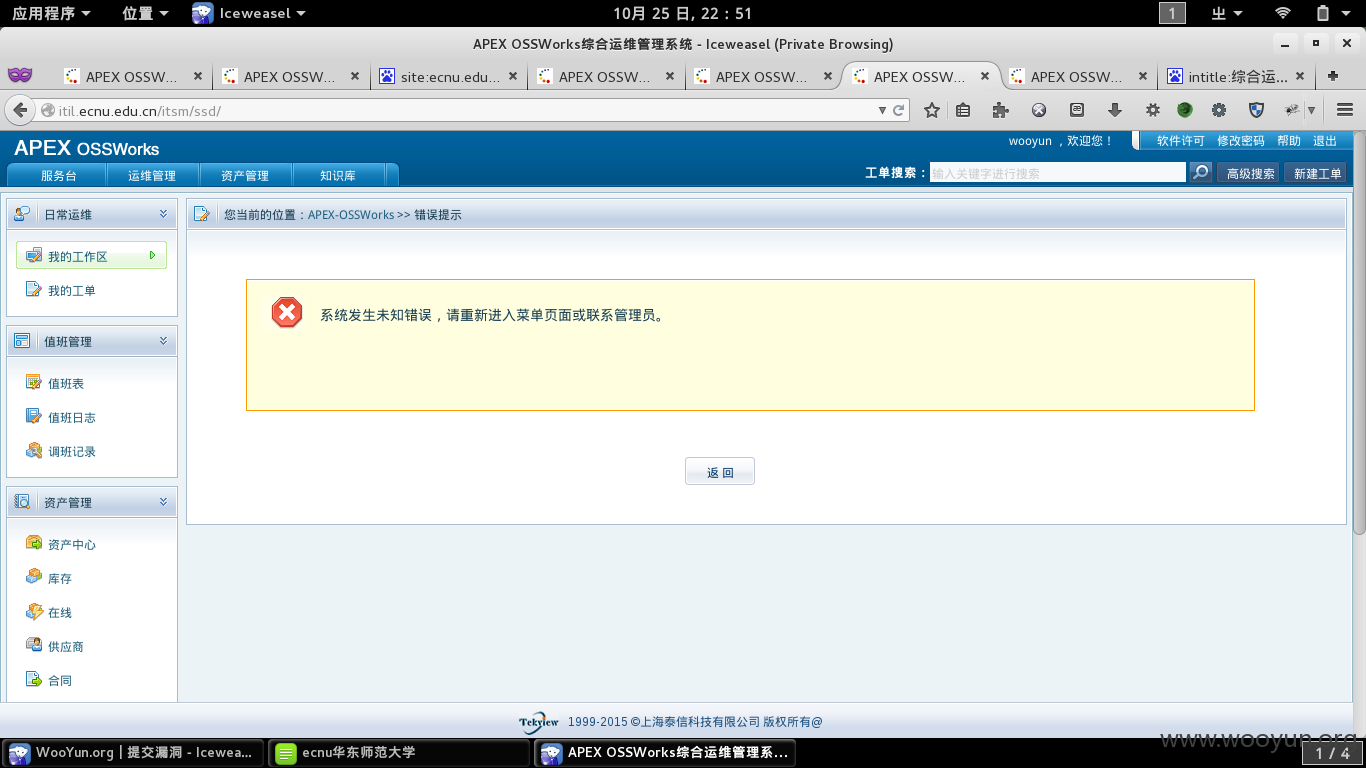 应用程序 位置 Iceweasel 10月 25 日, 22：51 1
APEX OSSWorks综合运维管理系统 - Iceweasel (Private Browsing)
APEX OSSW... APEX OSSW... site:ecnu.edu... APEX OSSW... APEX OSSW... APEX OSSW... APEX OSSW... intitle:综合运...
itil.ecnu.edu.cn/itsm/ssd/
APEX OSSWorks
wooyun ，欢迎您！ 软件许可 修改密码 帮助 退出
服务台 运维管理 资产管理 知识库
工单搜索： 输入关键字进行搜索 高级搜索 新建工单
日常运维
我的工作区
我的工单
值班管理
值班表
值班日志
调班记录
资产管理
资产中心
库存
在线
供应商
合同
您当前的位置：APEX-OSSWorks >> 错误提示
系统发生未知错误，请重新进入菜单页面或联系管理员。
返 回
Tekview 1999-2015 ©上海泰信科技有限公司 版权所有@
www.wooyun.org
WooYun.org | 提交漏洞 - Icewea... ecnu华东师范大学 APEX OSSWorks综合运维管理系... 1 / 4